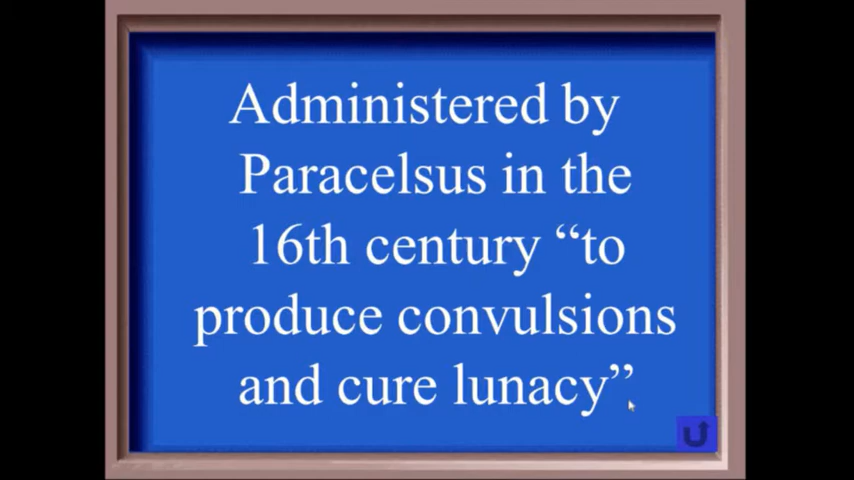 Administered by
Paracelsus in the
16th century “to
produce convulsions
and cure lunacy”